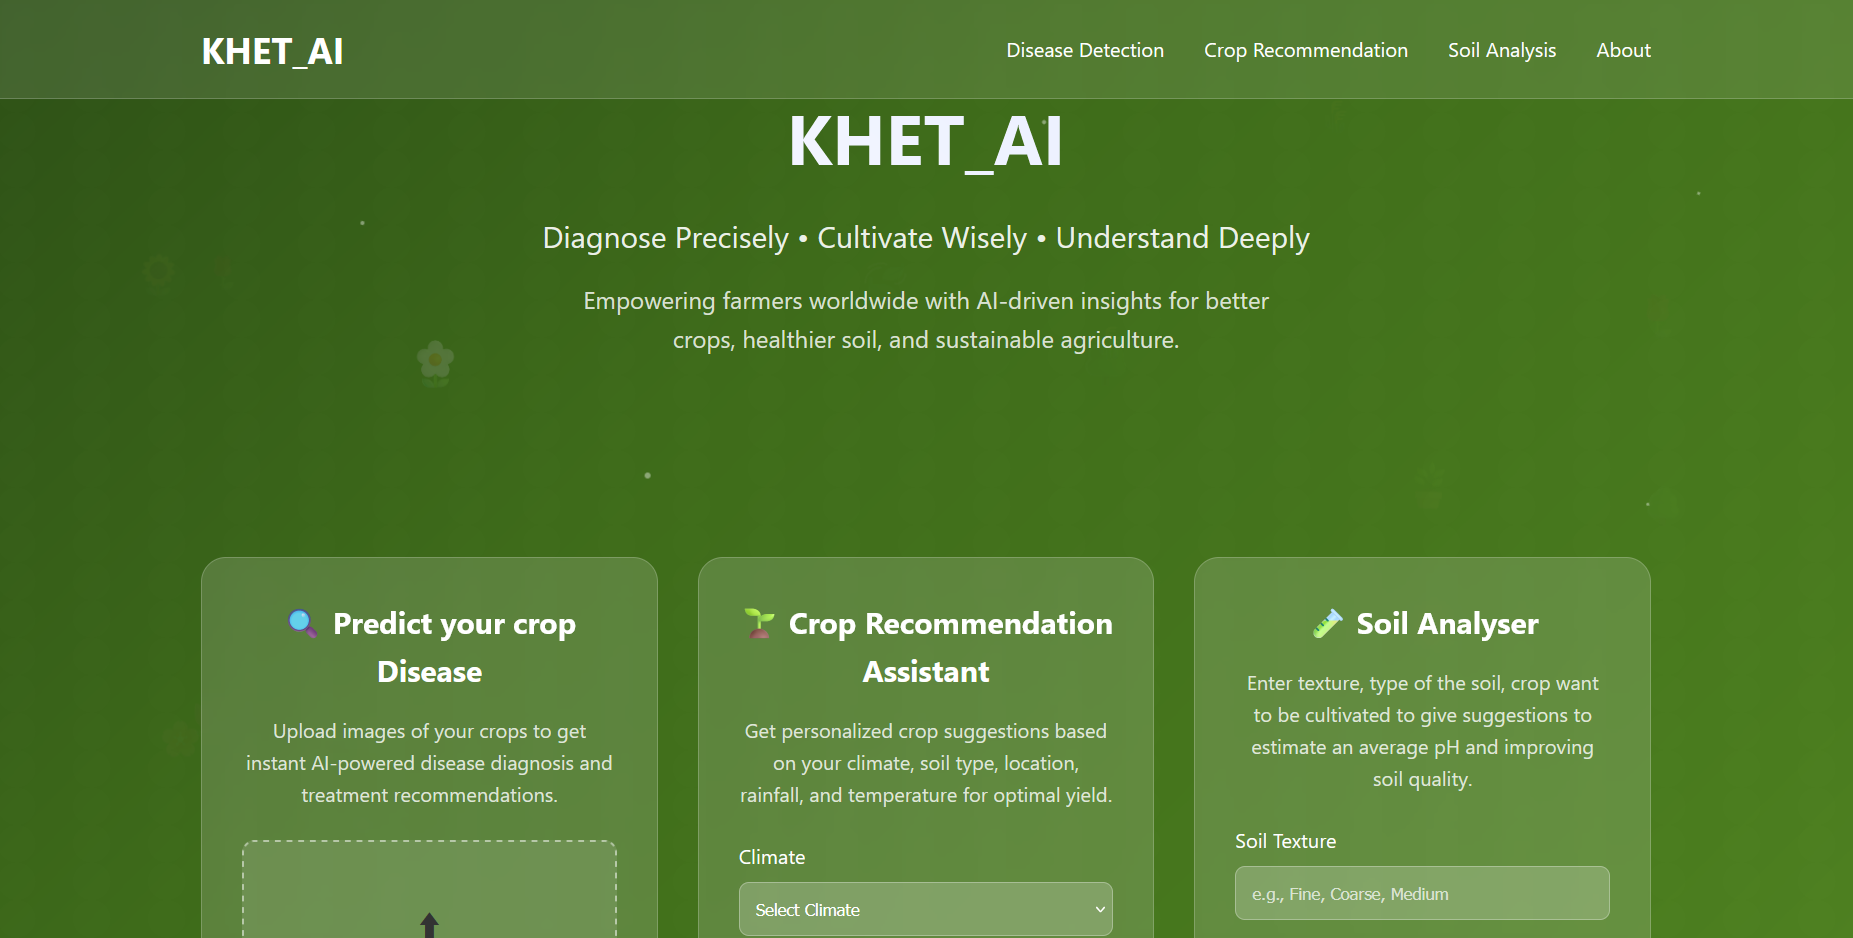 KHET_AI
Disease Detection
Crop Recommendation
Soil Analysis
About
KHET_AI
Diagnose Precisely • Cultivate Wisely • Understand Deeply
Empowering farmers worldwide with AI-driven insights for better
crops, healthier soil, and sustainable agriculture.
Predict your crop
Disease
Upload images of your crops to get
instant AI-powered disease diagnosis and
treatment recommendations.
Crop Recommendation
Assistant
Get personalized crop suggestions based
on your climate, soil type, location,
rainfall, and temperature for optimal yield.
Climate
Select Climate
Soil Analyser
Enter texture, type of the soil, crop want
to be cultivated to give suggestions to
estimate an average pH and improving
soil quality.
Soil Texture
e.g., Fine, Coarse, Medium